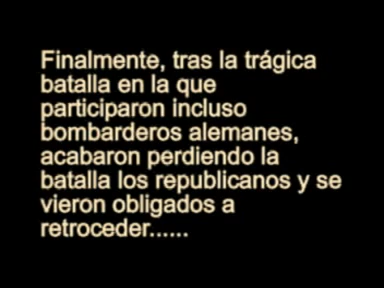 Finalmente, tras la trágica
batalla en la que
participaron incluso
bombarderos alemanes,
acabaron perdiendo la
batalla los republicanos y se
vieron obligados a
retroceder......